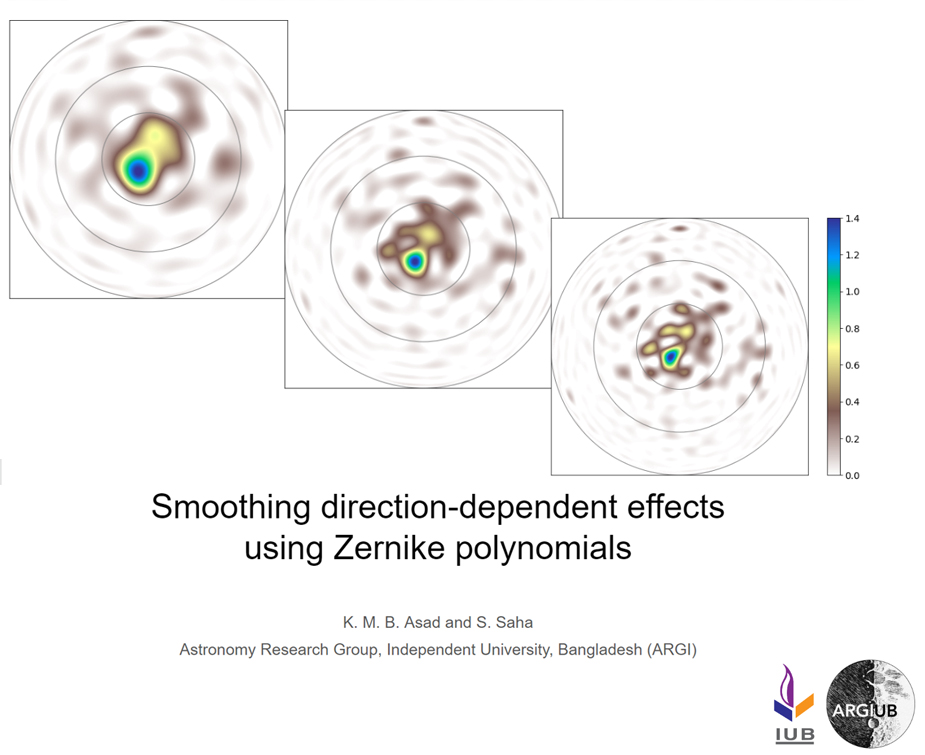 1.4
1.2
1.0
0.8
0.6
0.4
0.2
0.0
Smoothing direction-dependent effects
using Zernike polynomials
K. M. B. Asad and S. Saha
Astronomy Research Group, Independent University, Bangladesh (ARGI)
IUB
ARGIUB